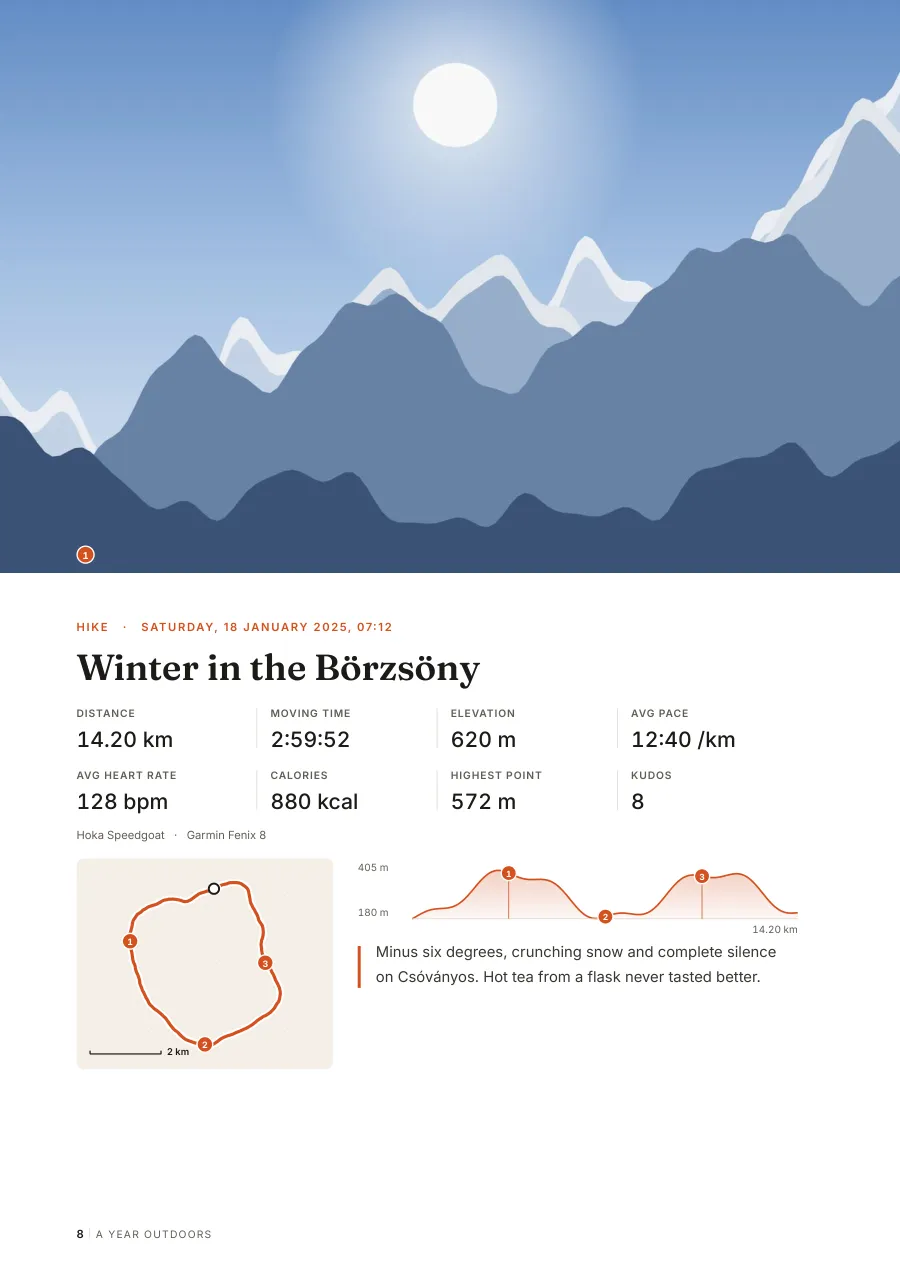 1
HIKE · SATURDAY, 18 JANUARY 2025, 07:12
Winter in the Börzsöny
DISTANCE MOVING TIME ELEVATION AVG PACE
14.20 km 2:59:52 620 m 12:40 /km
AVG HEART RATE CALORIES HIGHEST POINT KUDOS
128 bpm 880 kcal 572 m 8
Hoka Speedgoat · Garmin Fenix 8
1
3
2
2 km
405 m
180 m
1
2
3
14.20 km
Minus six degrees, crunching snow and complete silence
on Csóványos. Hot tea from a flask never tasted better.
8 A YEAR OUTDOORS